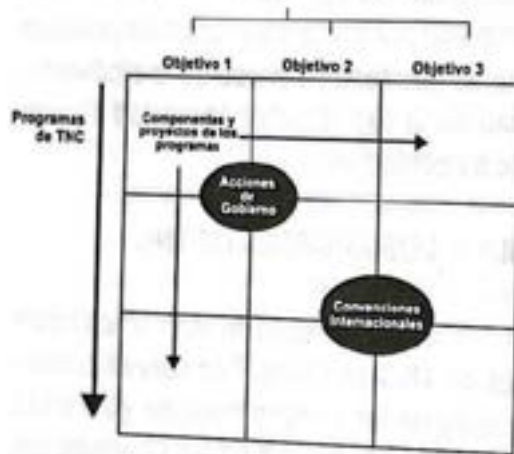 Objetivo 1
Objetivo 2
Objetivo 3
Programas
de TNC
Componentes y
proyectos de los
programas
Acciones
de
Gobierno
Convenciones
Internacionales